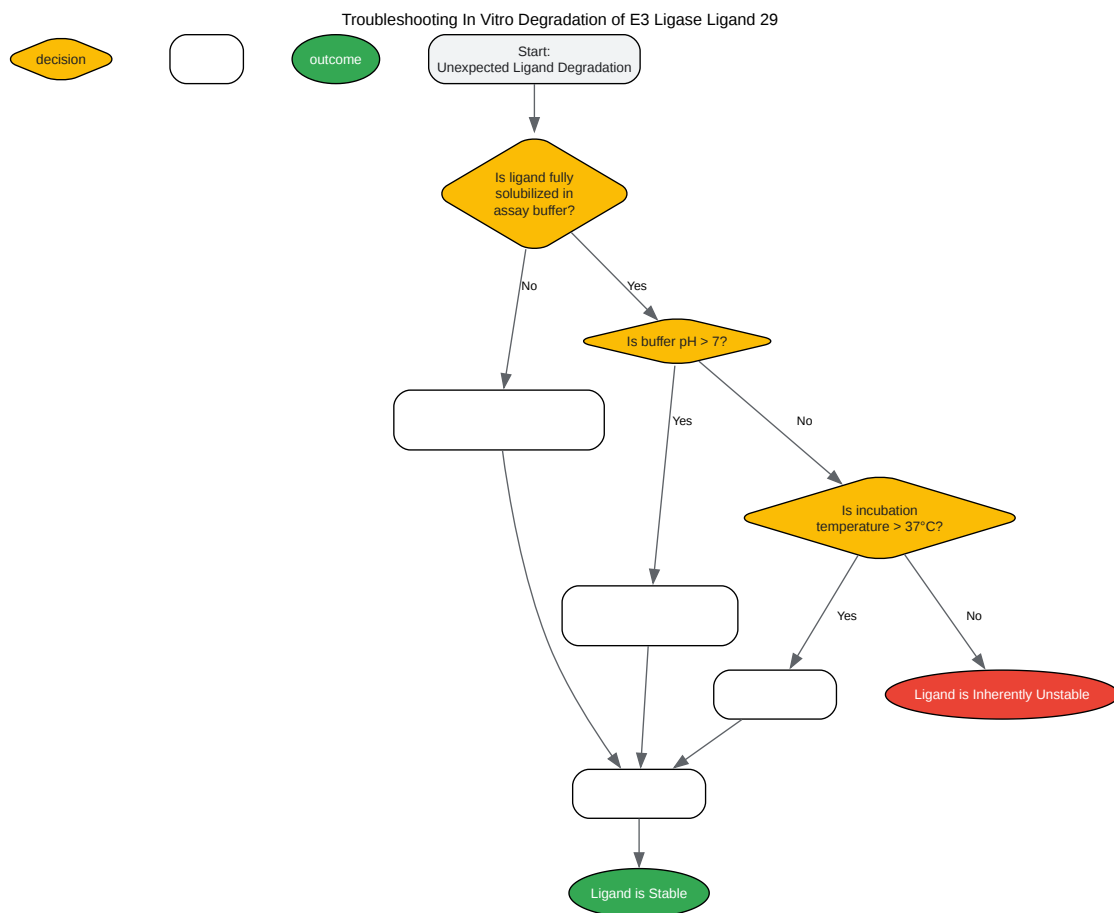 Troubleshooting In Vitro Degradation of E3 Ligase Ligand 29
decision
outcome
Start:
Unexpected Ligand Degradation
Is ligand fully
solubilized in
assay buffer?
No
Yes
Is buffer pH > 7?
Yes
No
Is incubation
temperature > 37°C?
Yes
No
Ligand is Inherently Unstable
Ligand is Stable